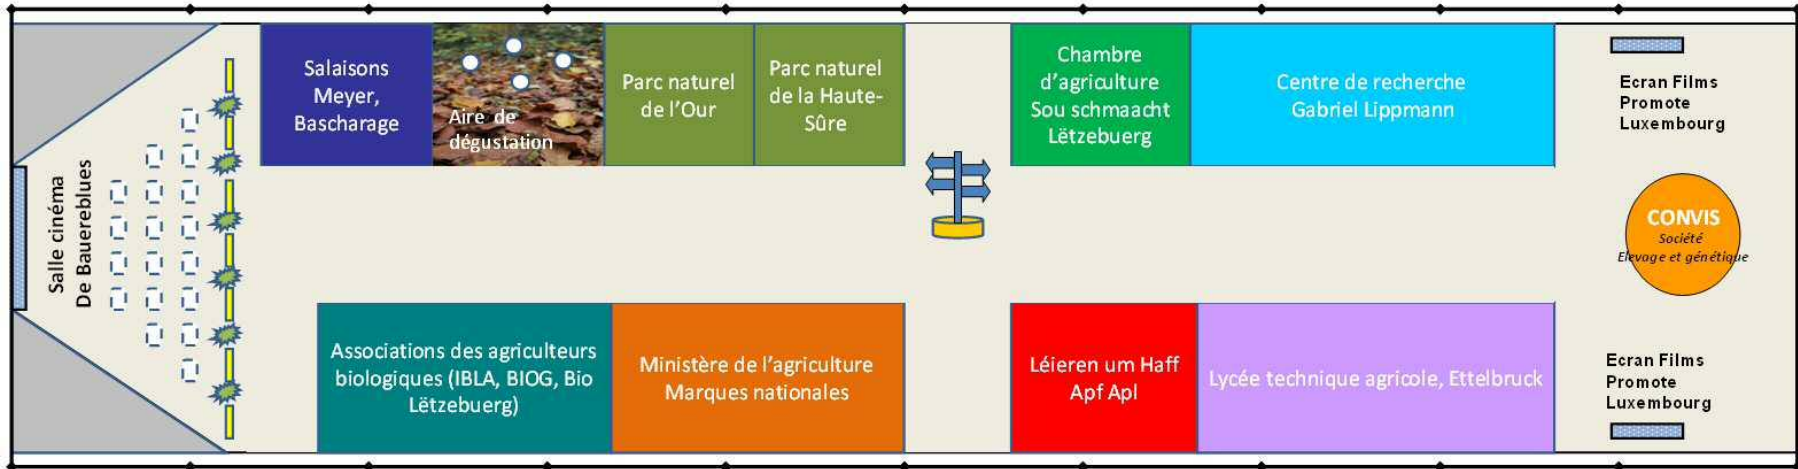 Salle cinéma
De Bauereblues
Salaisons
Meyer,
Bascharage
Aire de
dégustation
Parc naturel
de l'Our
Parc naturel
de la Haute-
Sûre
Chambre
d'agriculture
Sou schmaacht
Lëtzebuerg
Centre de recherche
Gabriel Lippmann
Ecran Films
Promote
Luxembourg
CONVIS
Société
Elevage et génétique
Associations des agriculteurs
biologiques (IBLA, BIOG, Bio
Lëtzebuerg)
Ministère de l'agriculture
Marques nationales
Léieren um Haff
Apf Apl
Lycée technique agricole, Ettelbruck
Ecran Films
Promote
Luxembourg